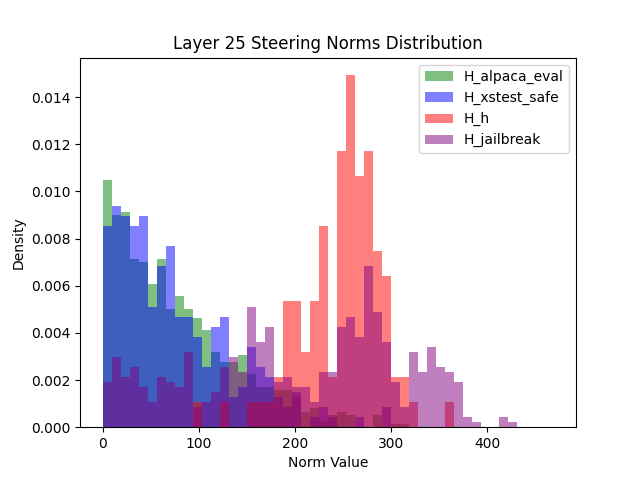 Layer 25 Steering Norms Distribution
H_alpaca_eval
H_xstest_safe
H_h
H_jailbreak
0.014
0.012
0.010
0.008
0.006
0.004
0.002
0.000
Density
0
100
200
300
400
Norm Value